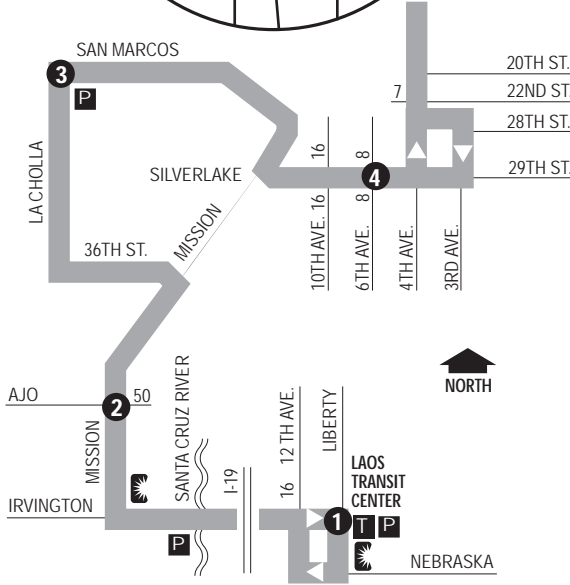 SAN MARCOS
3
P
LA CHOLLA
20TH ST.
7
22ND ST.
28TH ST.
29TH ST.
16
8
4
SILVERLAKE
16
8
10TH AVE.
6TH AVE.
4TH AVE.
3RD AVE.
MISSION
36TH ST.
NORTH
AJO
50
2
MISSION
SANTA CRUZ RIVER
I-19
16
12 TH AVE.
LIBERTY
LAOS
TRANSIT
CENTER
IRVINGTON
1
T
P
P
NEBRASKA